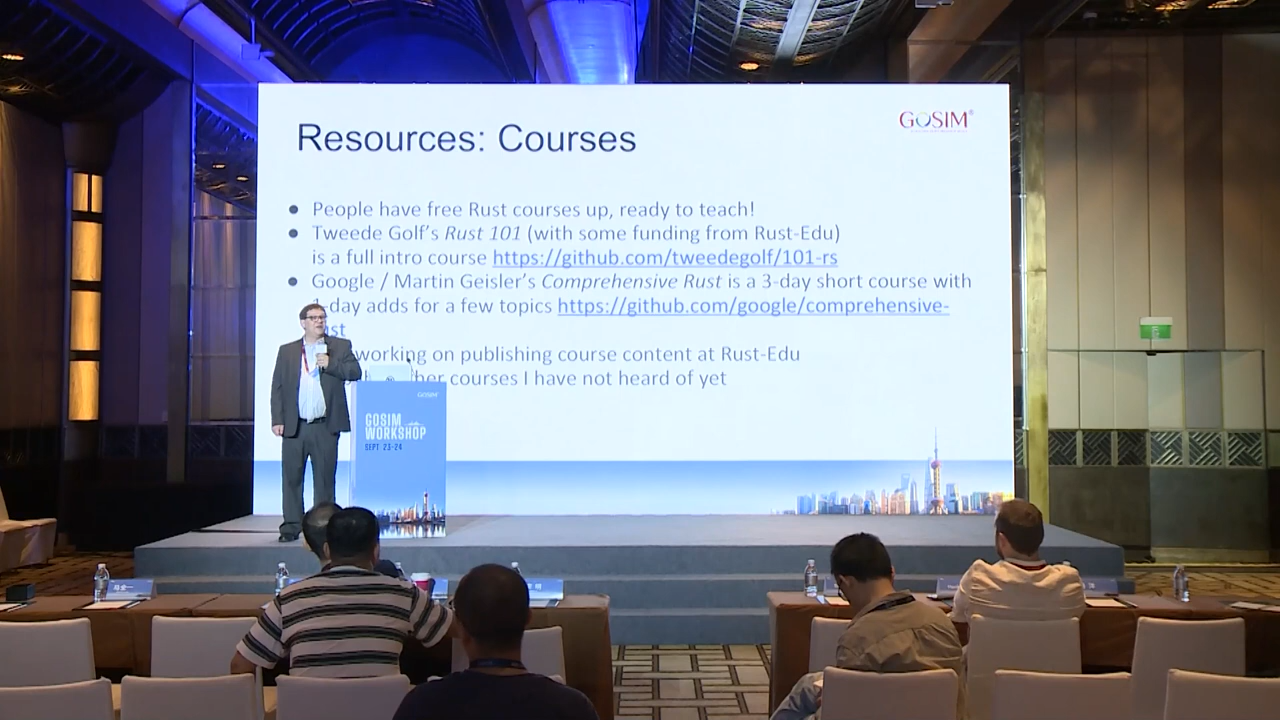 Resources: Courses
GOSIM
People have free Rust courses up, ready to teach!
Tweede Golf's Rust 101 (with some funding from Rust-Edu)
is a full intro course https://github.com/tweedegolf/101-rs
Google / Martin Geisler's Comprehensive Rust is a 3-day short course with
1-day adds for a few topics https://github.com/google/comprehensive-
working on publishing course content at Rust-Edu
courses I have not heard of yet
GOSIM
GOSIM
WORKSHOP
SEPT 23-24